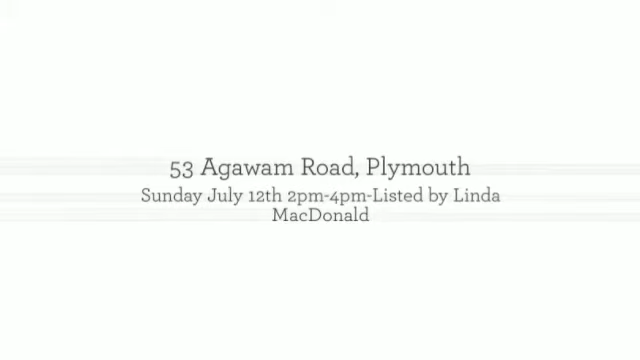 53 Agawam Road, Plymouth
Sunday July 12th 2pm-4pm-Listed by Linda
MacDonald